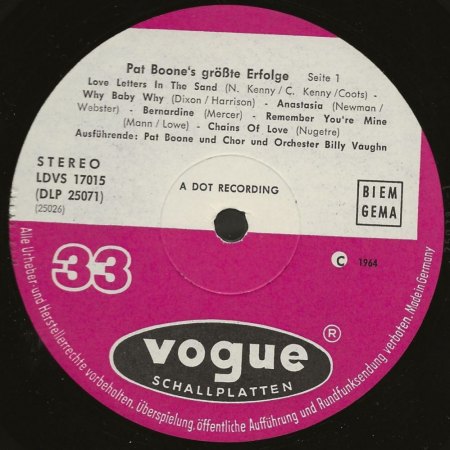 Pat Boone's größte Erfolge Seite 1
Love Letters In The Sand (N. Kenny / C. Kenny /Coots) -
Why Baby Why (Dixon / Harrison) - Anastasia (Newman /
Webster) - Bernardine (Mercer) - Remember You're Mine
(Mann / Lowe) - Chains Of Love (Nugetre)
Ausführende: Pat Boone und Chor und Orchester Billy Vaughn
STEREO
LDVS 17015
(DLP 25071)
(25026)
A DOT RECORDING
BIEM
GEMA
33
C 1964
vogue ®
SCHALLPLATTEN
Alle Urheber- und Herstellerrechte vorbehalten. Überspielung, öffentliche Aufführung und Rundfunksendung verboten. Made in Germany